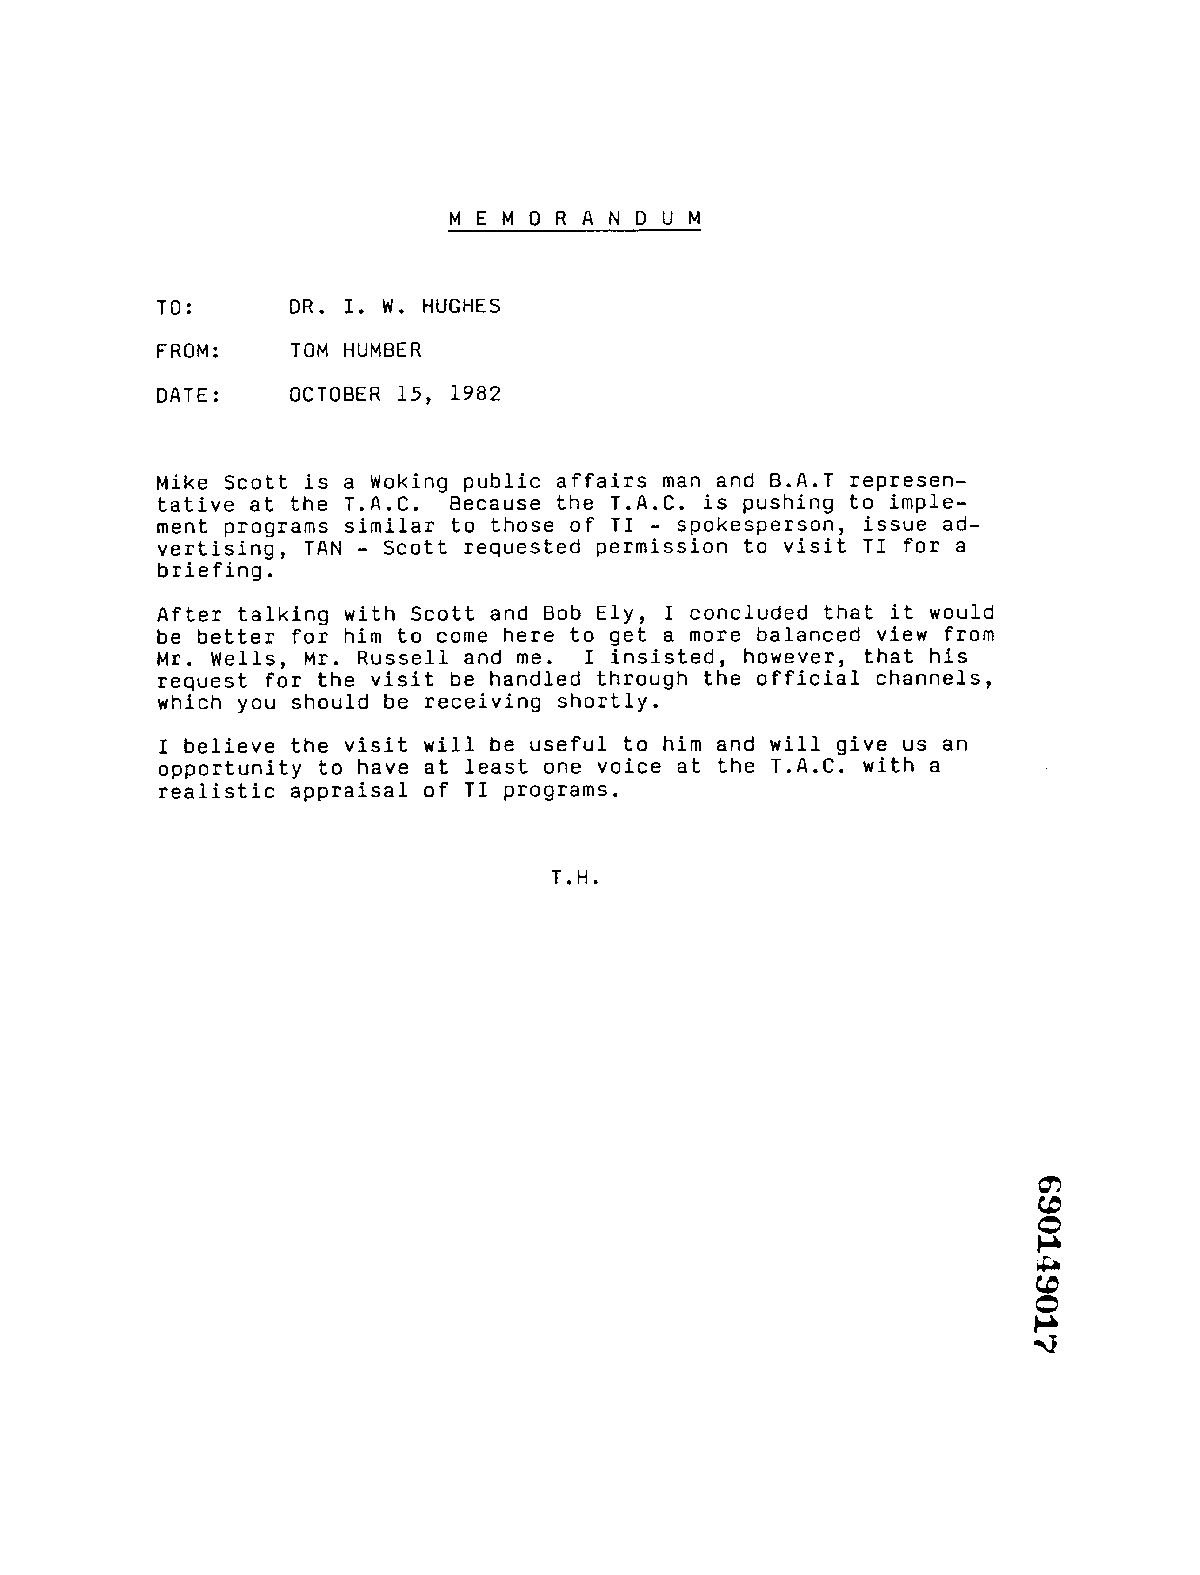 M E M O R A N D U M
TO: DR. I. W. HUGHES
FROM: TOM HUMBER
DATE: OCTOBER 15, 1982
Mike Scott is a Woking public affairs man and B.A.T represen-
tative at the T.A.C. Because the T.A.C. is pushing to imple-
ment programs similar to those of TI - spokesperson, issue ad-
vertising, TAN - Scott requested permission to visit TI for a
briefing.
After talking with Scott and Bob Ely, I concluded that it would
be better for him to come here to get a more balanced view from
Mr. Wells, Mr. Russell and me. I insisted, however, that his
request for the visit be handled through the official channels,
which you should be receiving shortly.
I believe the visit will be useful to him and will give us an
opportunity to have at least one voice at the T.A.C. with a
realistic appraisal of TI programs.
T.H.
690149017